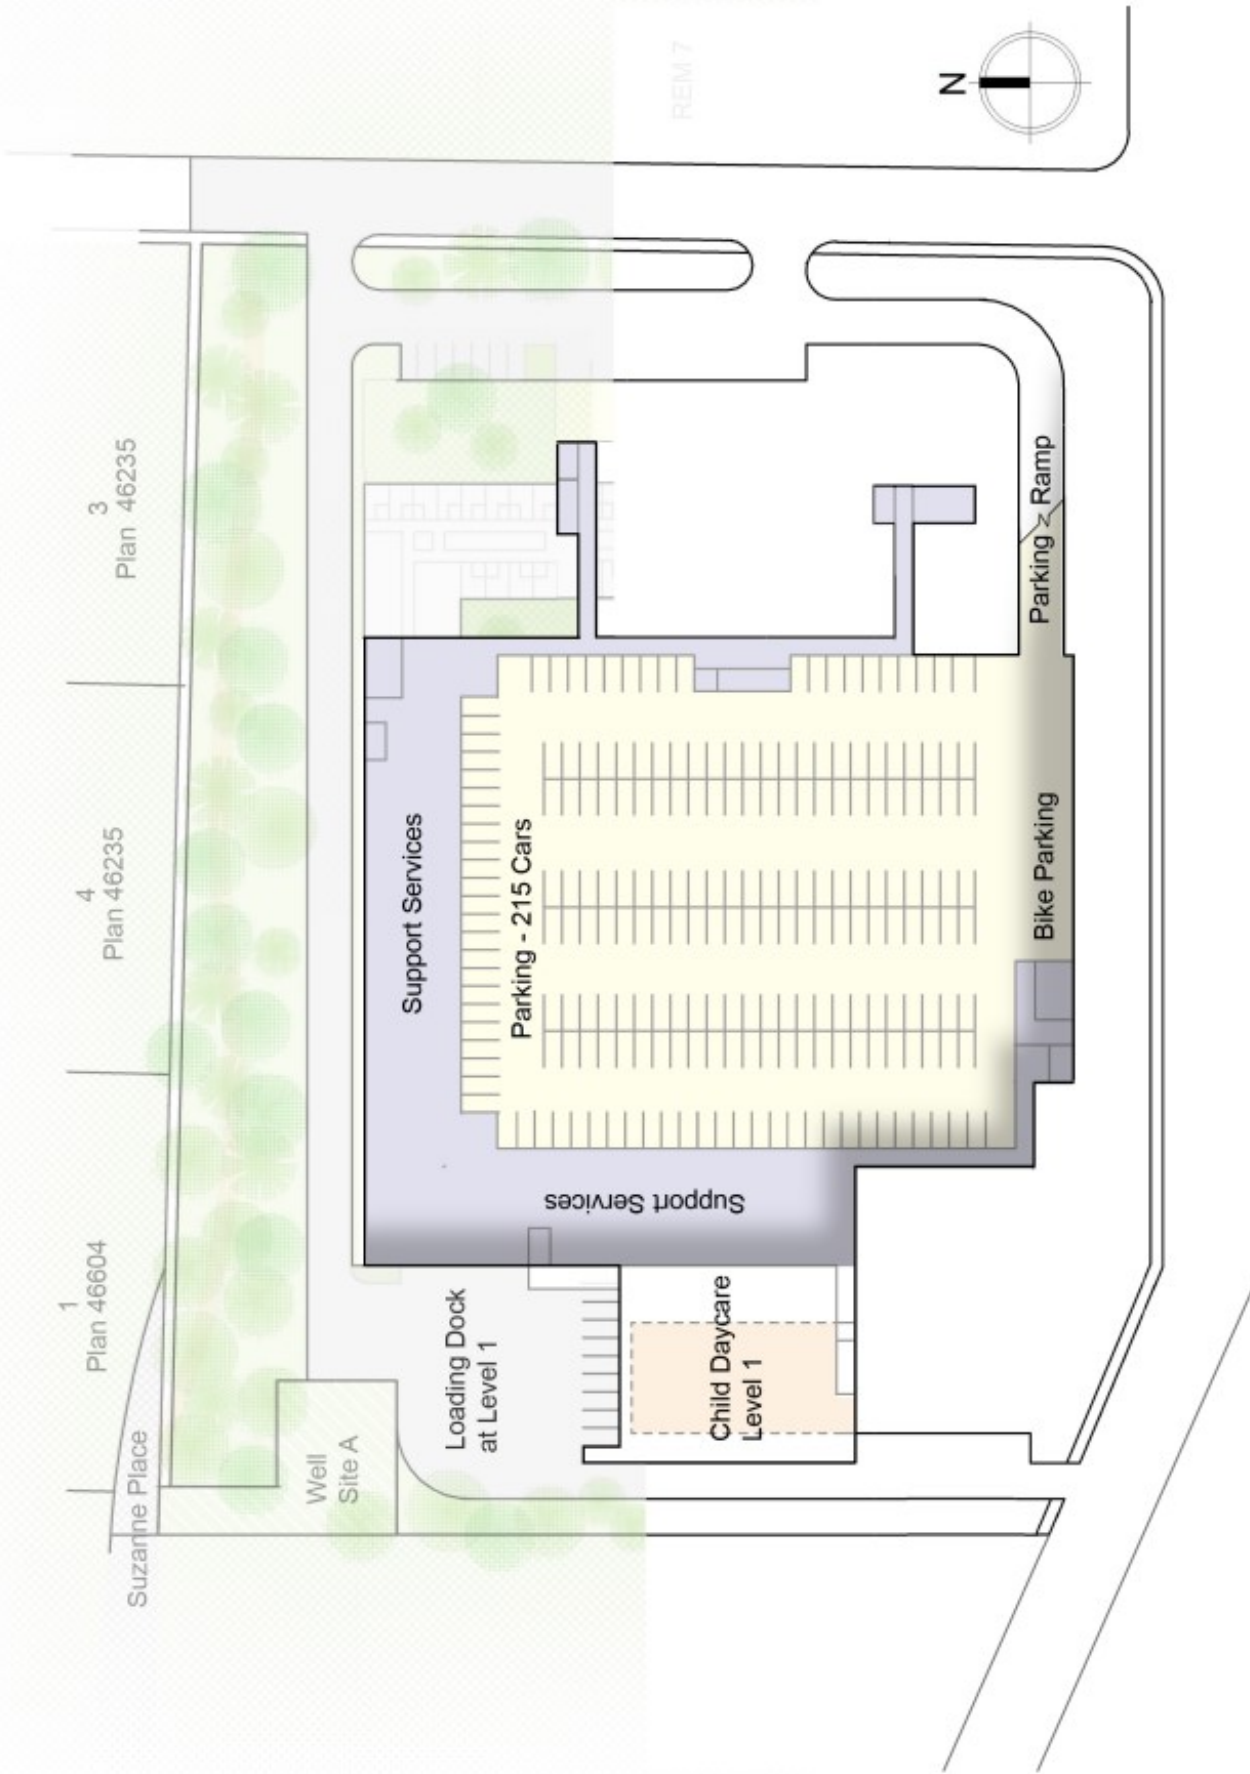 Suzanne Place
1
Plan 46604
4
Plan 46235
3
Plan 46235
REM 7
N
Well
Site A
Loading Dock
at Level 1
Support Services
Support Services
Parking - 215 Cars
Child Daycare
Level 1
Bike Parking
Parking Ramp